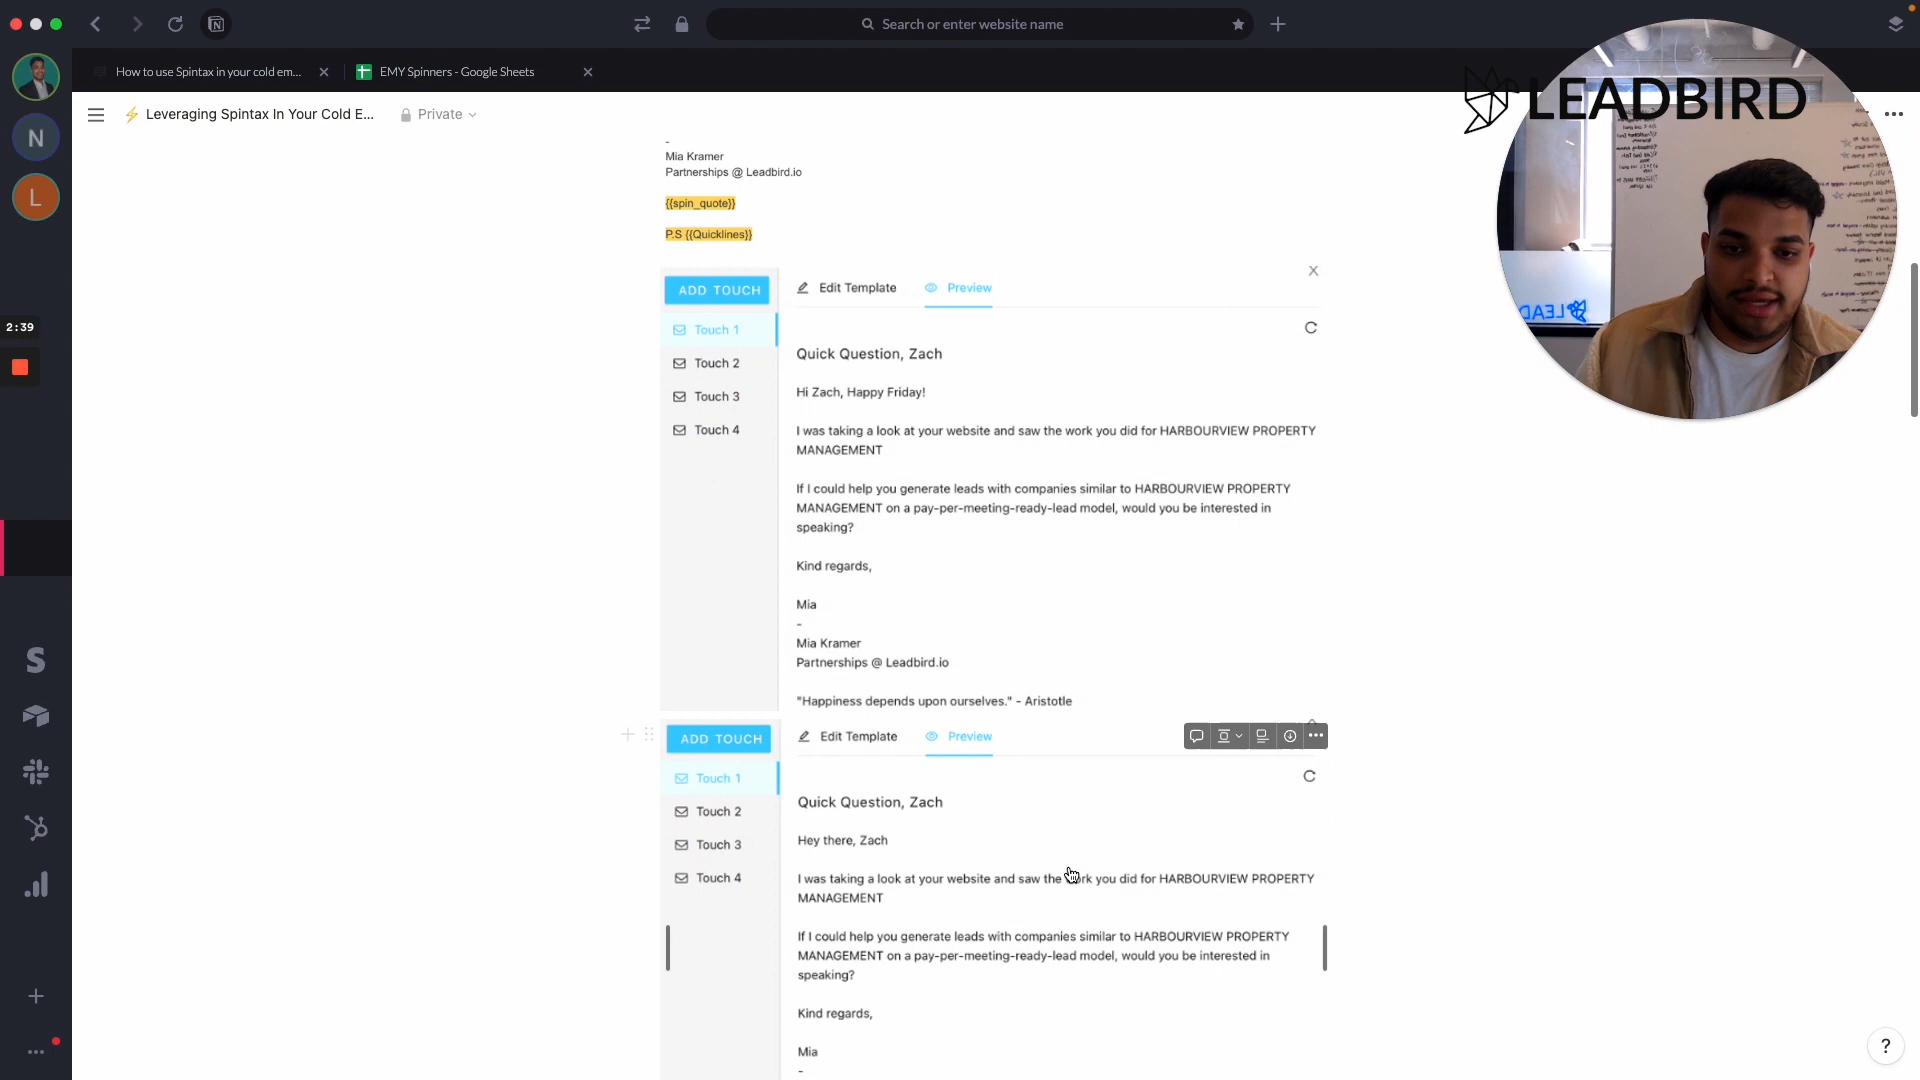 Search or enter website name
How to use Spintax in your cold em...
EMY Spinners - Google Sheets
Leveraging Spintax In Your Cold E...
Private
LEADBIRD
N
L
2:39
S
-
Mia Kramer
Partnerships @ Leadbird.io
{{spin_quote}}
P.S {{Quicklines}}
ADD TOUCH
Edit Template
Preview
X
Touch 1
Touch 2
Touch 3
Touch 4
Quick Question, Zach
Hi Zach, Happy Friday!
I was taking a look at your website and saw the work you did for HARBOURVIEW PROPERTY
MANAGEMENT
If I could help you generate leads with companies similar to HARBOURVIEW PROPERTY
MANAGEMENT on a pay-per-meeting-ready-lead model, would you be interested in
speaking?
Kind regards,
Mia
-
Mia Kramer
Partnerships @ Leadbird.io
"Happiness depends upon ourselves." - Aristotle
ADD TOUCH
Edit Template
Preview
Touch 1
Touch 2
Touch 3
Touch 4
Quick Question, Zach
Hey there, Zach
I was taking a look at your website and saw the work you did for HARBOURVIEW PROPERTY
MANAGEMENT
If I could help you generate leads with companies similar to HARBOURVIEW PROPERTY
MANAGEMENT on a pay-per-meeting-ready-lead model, would you be interested in
speaking?
Kind regards,
Mia
-
?